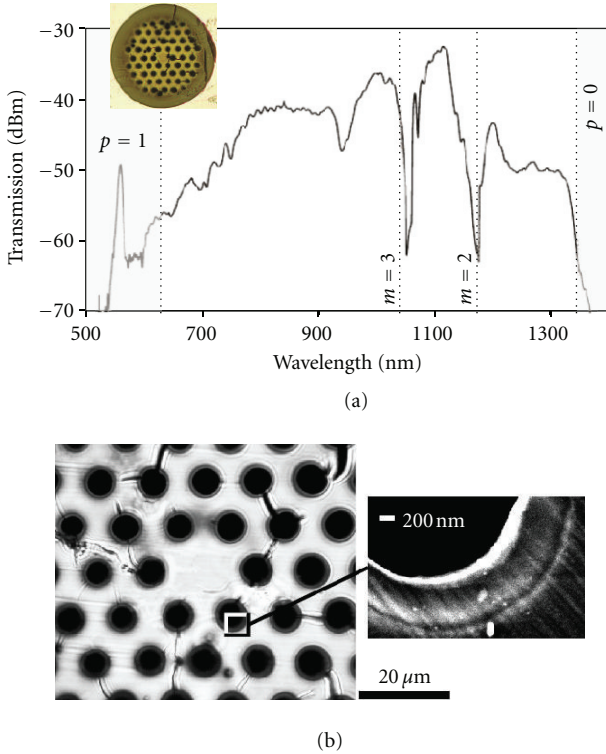 −30
−40
−50
−60
−70
Transmission (dBm)
p = 1
m = 3
m = 2
p = 0
500 700 900 1100 1300
Wavelength (nm)
(a)
200 nm
20 μm
(b)